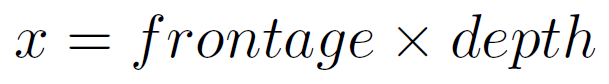 x = frontage × depth